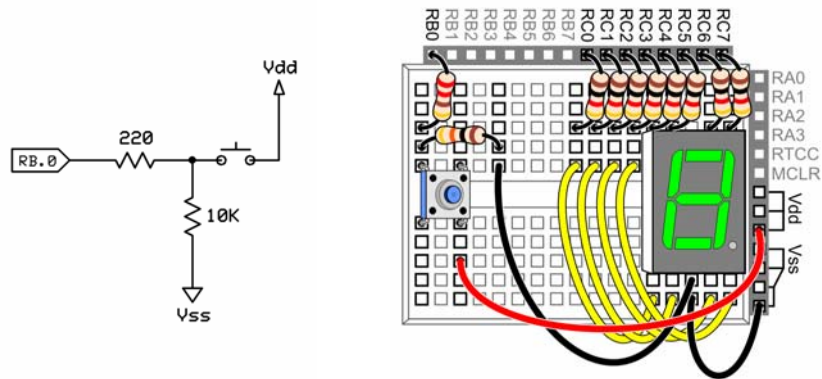 Vdd
220
RB.0
10K
Vss
RB0
RB1
RB2
RB3
RB4
RB5
RB6
RB7
RC0
RC1
RC2
RC3
RC4
RC5
RC6
RC7
RA0
RA1
RA2
RA3
RTCC
MCLR
Vdd
Vss